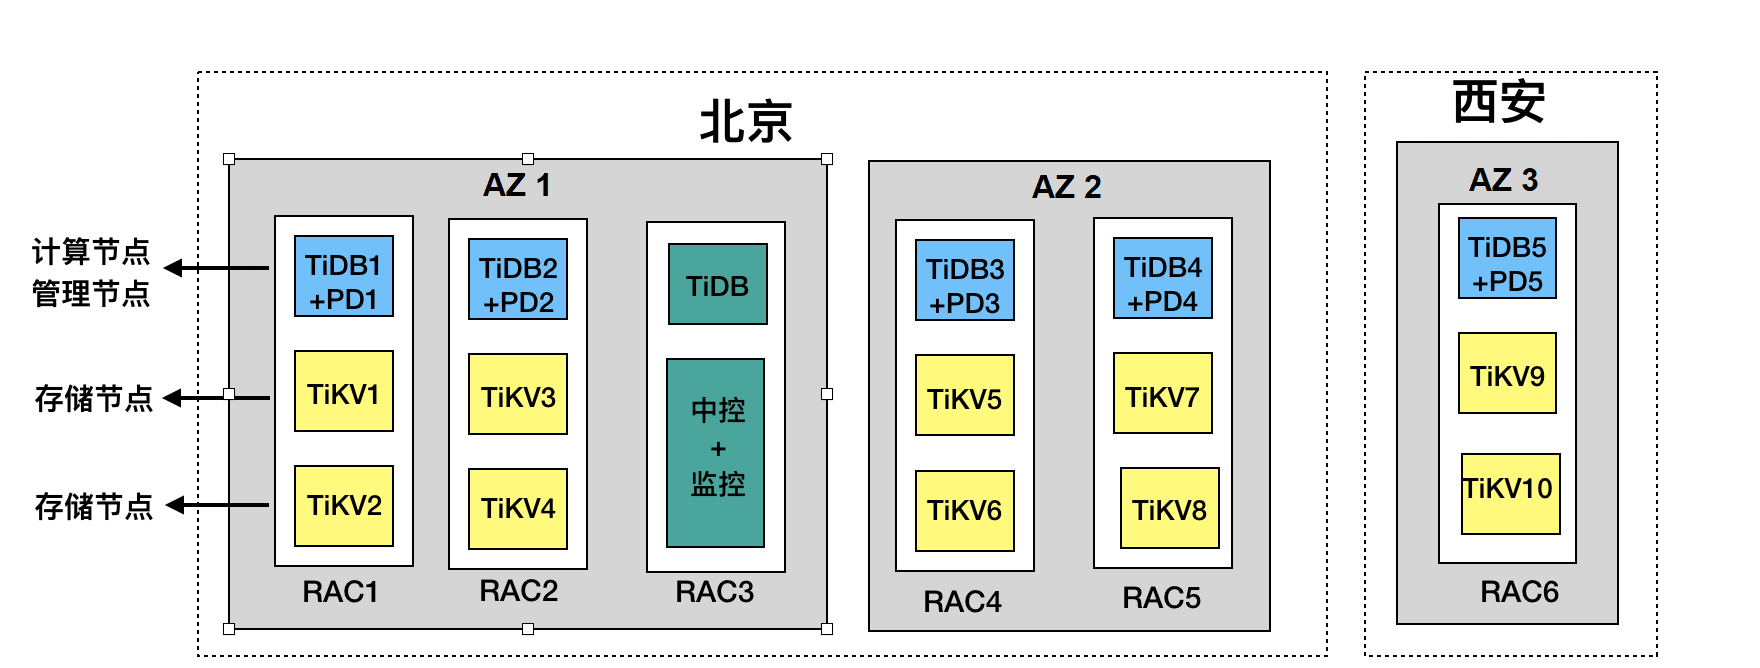 北京
西安
AZ 1
AZ 2
AZ 3
计算节点
管理节点
存储节点
存储节点
TiDB1
+PD1
TiKV1
TiKV2
RAC1
TiDB2
+PD2
TiKV3
TiKV4
RAC2
TiDB
中控
+
监控
RAC3
TiDB3
+PD3
TiKV5
TiKV6
RAC4
TiDB4
+PD4
TiKV7
TiKV8
RAC5
TiDB5
+PD5
TiKV9
TiKV10
RAC6